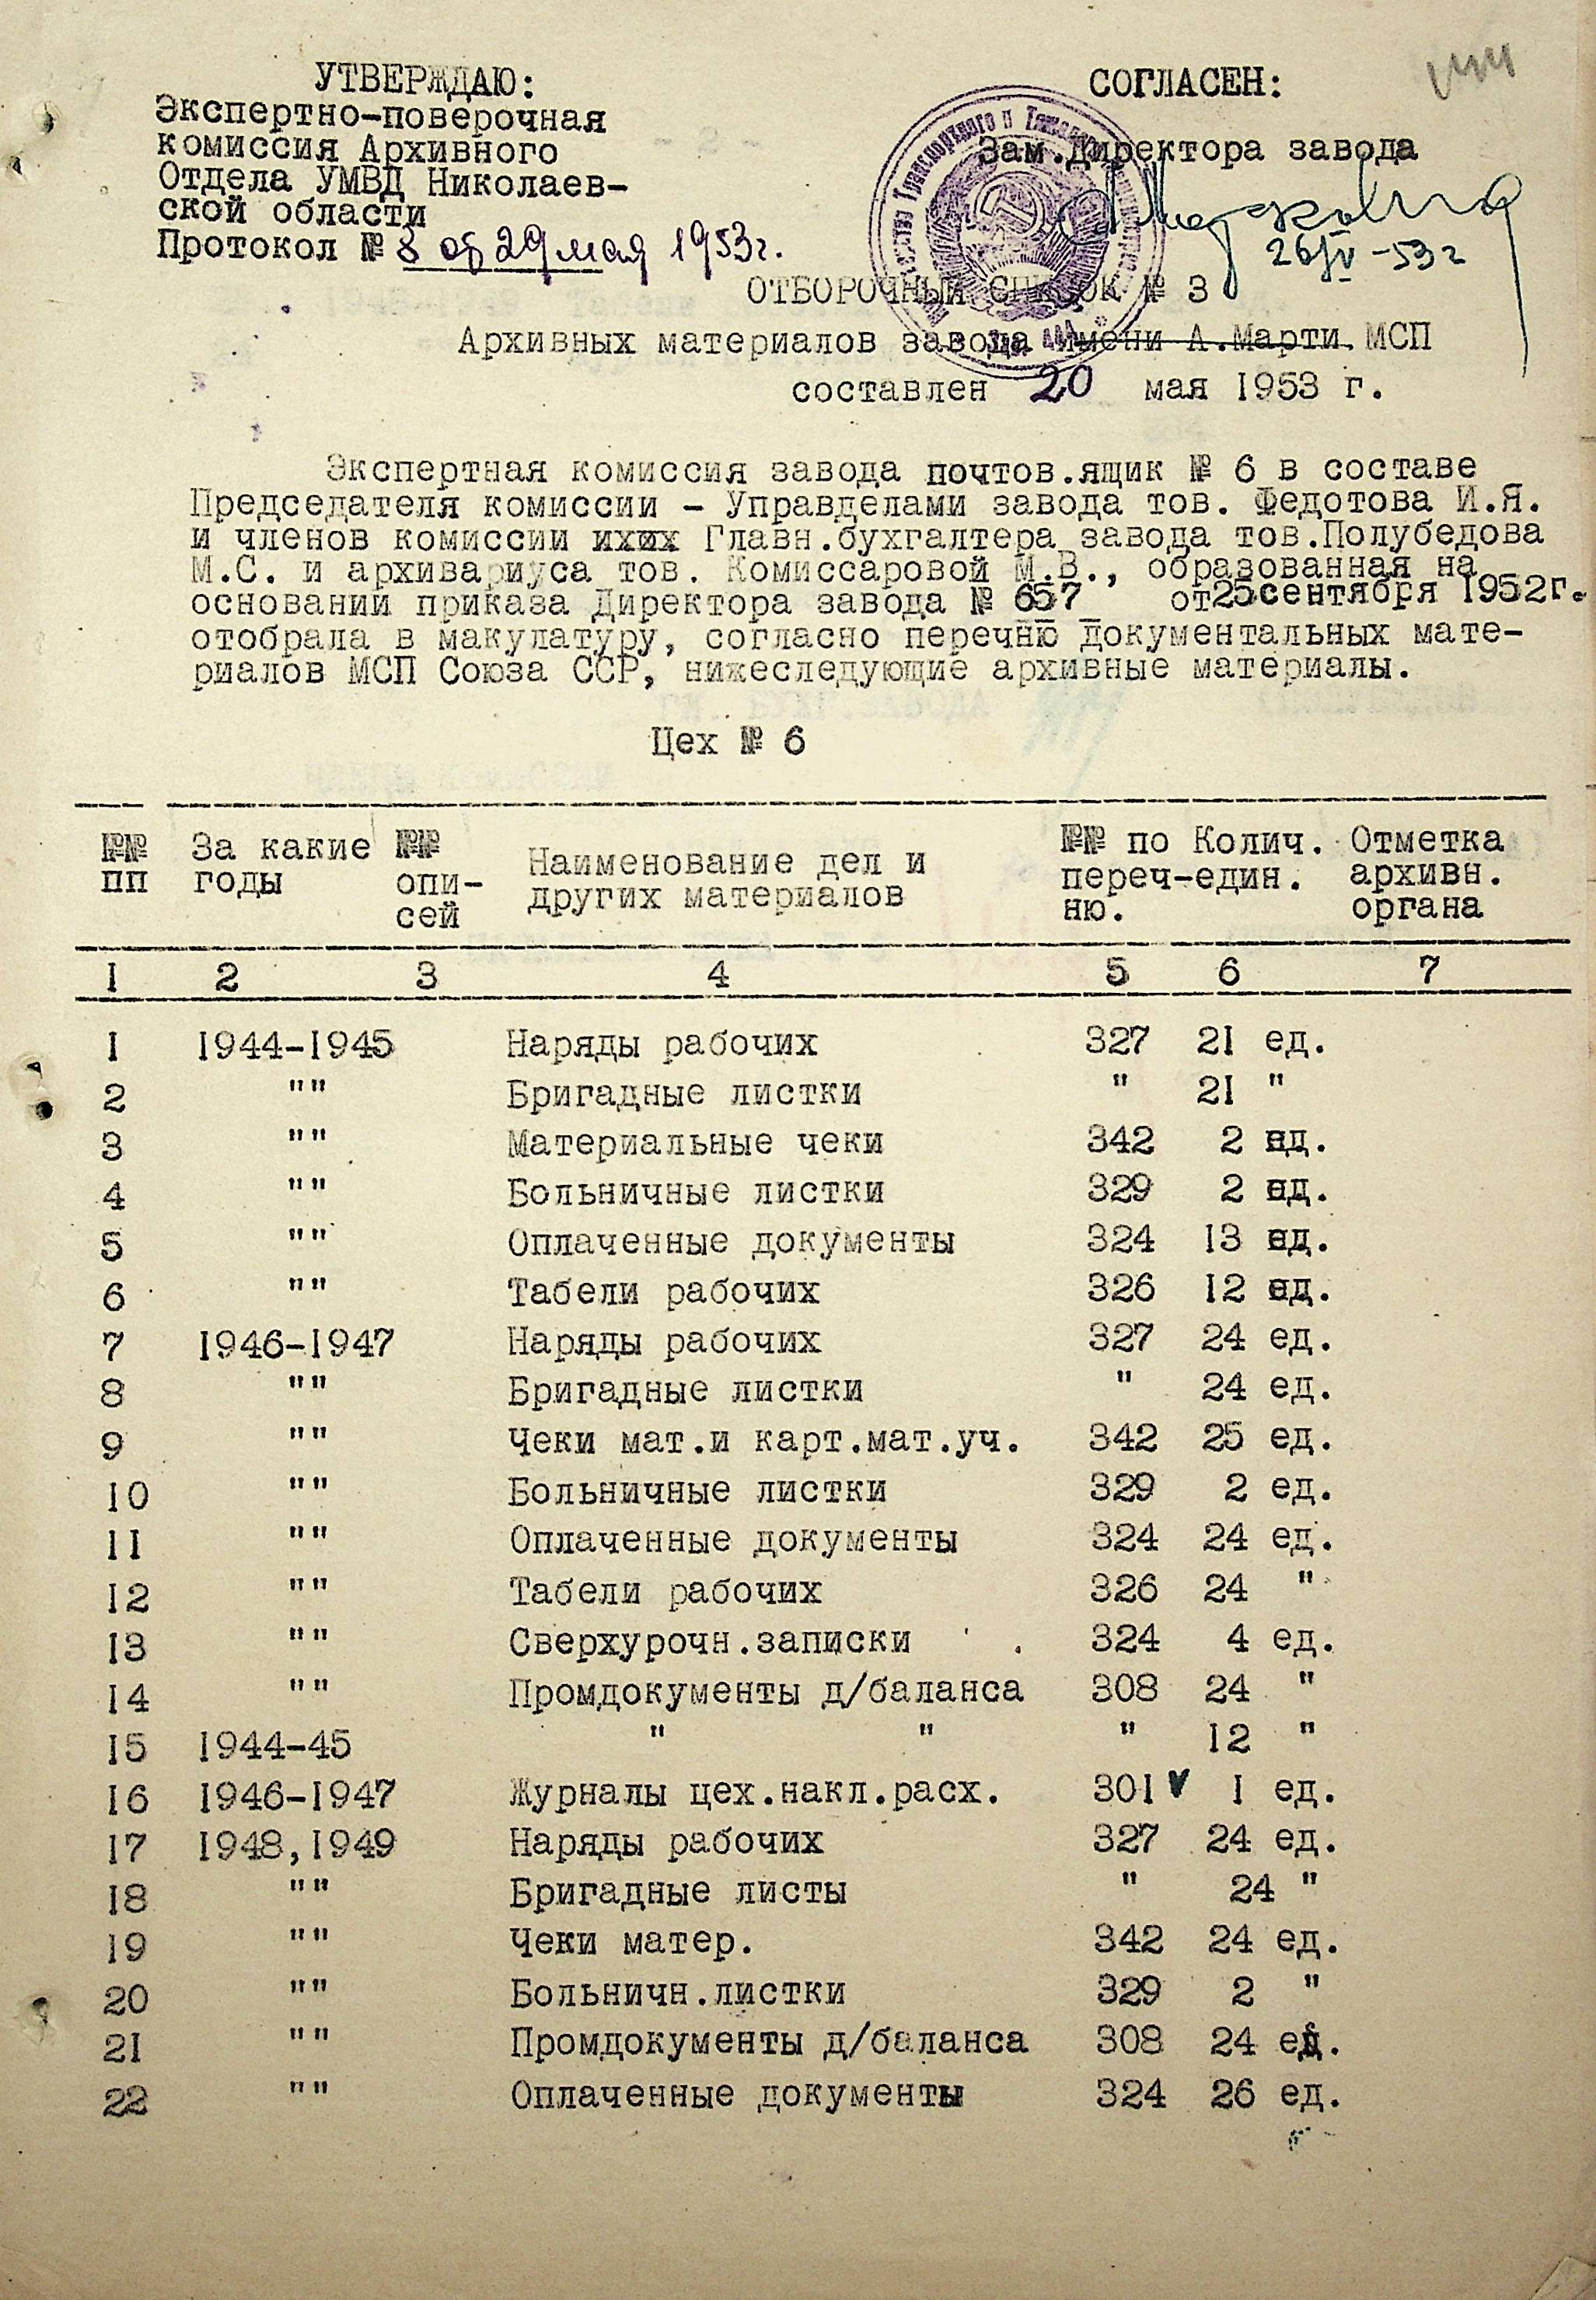 УТВЕРЖДАЮ:
Экспертно-поверочная
комиссия Архивного
Отдела УМВД Николаев-
ской области
Протокол № 8 об 29 мая 1953г.
СОГЛАСЕН:
Зам.Директора завода
26/IV -53г
ОТБОРОЧНЫЙ СПИСОК № 3
Архивных материалов завода имени А.Марти МСП
составлен 20 мая 1953 г.
Экспертная комиссия завода почтов.ящик № 6 в составе
Председателя комиссии - Управделами завода тов. Федотова И.Я.
и членов комиссии ихих Главн.бухгалтера завода тов.Полубедова
М.С. и архивариуса тов. Комиссаровой М.В., образованная на
основании приказа Директора завода № 657 от25сентября 1952г.
отобрала в макулатуру, согласно перечню документальных мате-
риалов МСП Союза ССР, нижеследующие архивные материалы.
Цех № 6
№№ пп За какие годы №№ опи-сей Наименование дел и других материалов №№ по переч-ню. Колич. един. Отметка архивн. органа
1 2 3 4 5 6 7
1 1944-1945 Наряды рабочих 327 21 ед.
2 "" Бригадные листки " 21 "
3 "" Материальные чеки 342 2 ед.
4 "" Больничные листки 329 2 ед.
5 "" Оплаченные документы 324 13 ед.
6 "" Табели рабочих 326 12 ед.
7 1946-1947 Наряды рабочих 327 24 ед.
8 "" Бригадные листки " 24 ед.
9 "" Чеки мат.и карт.мат.уч. 342 25 ед.
10 "" Больничные листки 329 2 ед.
11 "" Оплаченные документы 324 24 ед.
12 "" Табели рабочих 326 24 "
13 "" Сверхурочн.записки 324 4 ед.
14 "" Промдокументы д/баланса 308 24 "
15 1944-45 " " " 12 "
16 1946-1947 Журналы цех.накл.расх. 301 1 ед.
17 1948,1949 Наряды рабочих 327 24 ед.
18 "" Бригадные листы " 24 "
19 "" Чеки матер. 342 24 ед.
20 "" Больничн.листки 329 2 "
21 "" Промдокументы д/баланса 308 24 ед.
22 "" Оплаченные документы 324 26 ед.